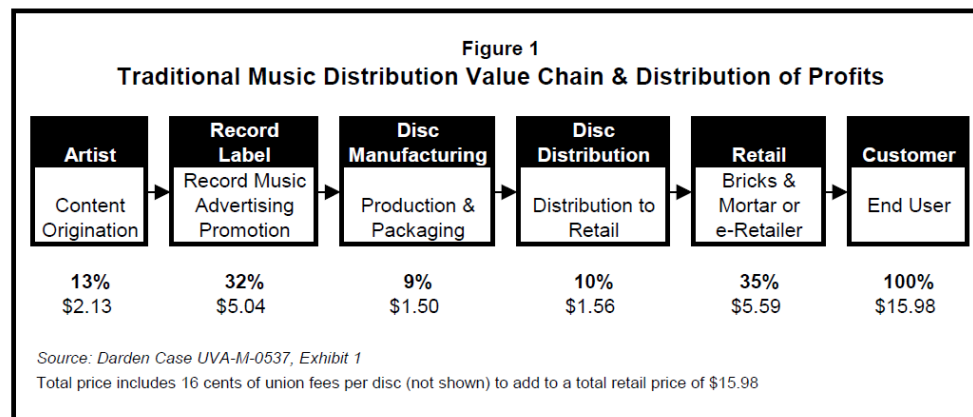 Figure 1
Traditional Music Distribution Value Chain & Distribution of Profits
Artist
Content
Origination
13%
$2.13
Record
Label
Record Music
Advertising
Promotion
32%
$5.04
Disc
Manufacturing
Production &
Packaging
9%
$1.50
Disc
Distribution
Distribution to
Retail
10%
$1.56
Retail
Bricks &
Mortar or
e-Retailer
35%
$5.59
Customer
End User
100%
$15.98
Source: Darden Case UVA-M-0537, Exhibit 1
Total price includes 16 cents of union fees per disc (not shown) to add to a total retail price of $15.98